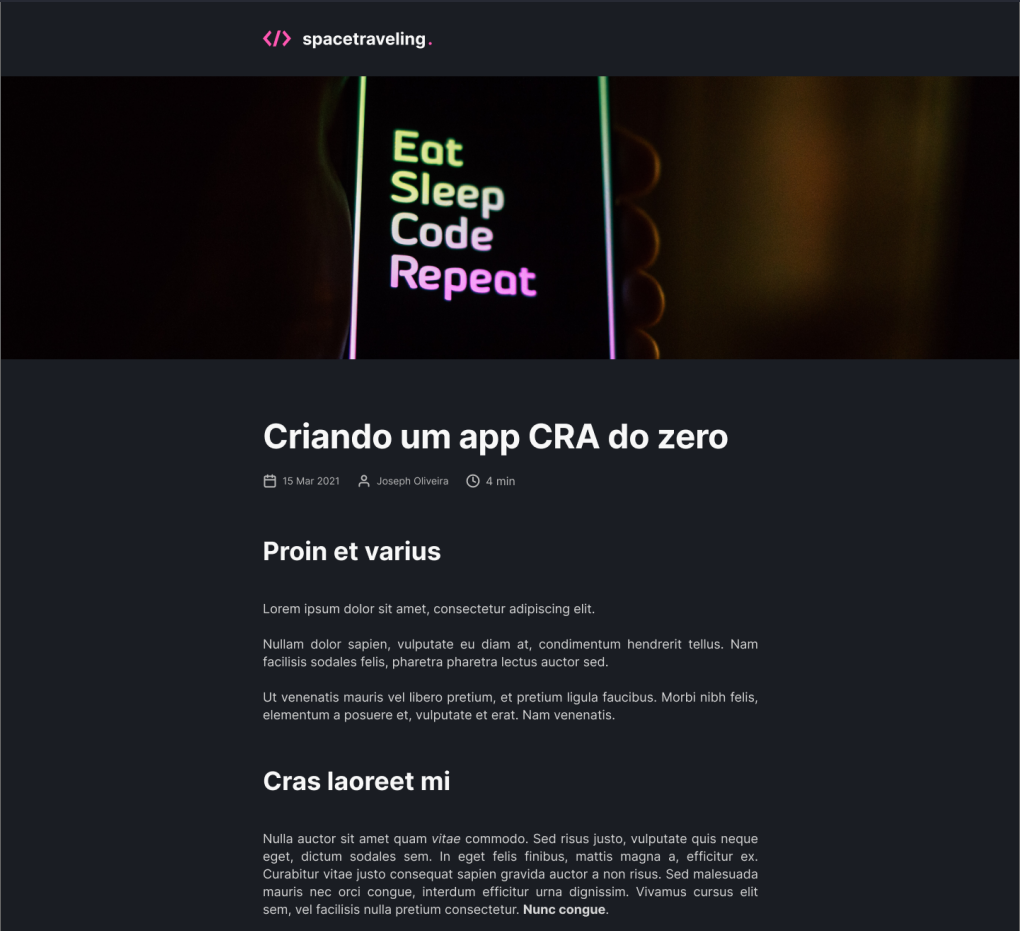 </> spacetraveling.
Eat
Sleep
Code
Repeat
Criando um app CRA do zero
15 Mar 2021 Joseph Oliveira 4 min
Proin et varius
Lorem ipsum dolor sit amet, consectetur adipiscing elit.
Nullam dolor sapien, vulputate eu diam at, condimentum hendrerit tellus. Nam
facilisis sodales felis, pharetra pharetra lectus auctor sed.
Ut venenatis mauris vel libero pretium, et pretium ligula faucibus. Morbi nibh felis,
elementum a posuere et, vulputate et erat. Nam venenatis.
Cras laoreet mi
Nulla auctor sit amet quam vitae commodo. Sed risus justo, vulputate quis neque
eget, dictum sodales sem. In eget felis finibus, mattis magna a, efficitur ex.
Curabitur vitae justo consequat sapien gravida auctor a non risus. Sed malesuada
mauris nec orci congue, interdum efficitur urna dignissim. Vivamus cursus elit
sem, vel facilisis nulla pretium consectetur. Nunc congue.